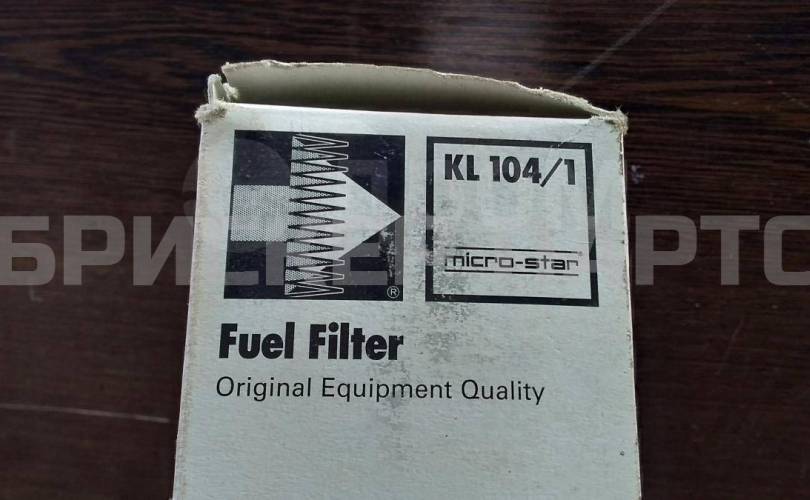 KL 104/1
micro-star
®
Fuel Filter
Original Equipment Quality